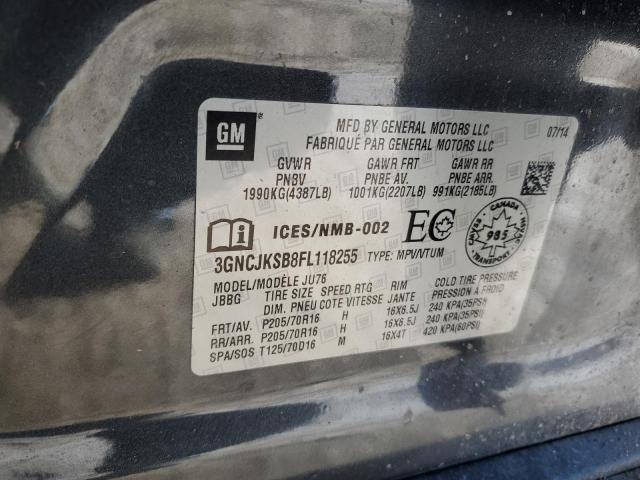 GM
MFD BY GENERAL MOTORS LLC 07/14
FABRIQUÉ PAR GENERAL MOTORS LLC
GVWR GAWR FRT GAWR RR
PNBV PNBE AV. PNBE ARR.
1990KG(4387LB) 1001KG(2207LB) 991KG(2185LB)
ICES/NMB-002 EC
CANADA
985
3GNCJKSB8FL118255 TYPE: MPV/VTUM
MODEL/MODÈLE JU76
JBBG TIRE SIZE SPEED RTG RIM COLD TIRE PRESSURE
DIM. PNEU COTE VITESSE JANTE PRESSION À FROID
FRT/AV. P205/70R16 H 16X6.5J 240 KPA(35PSI)
RR/ARR. P205/70R16 H 16X6.5J 240 KPA(35PSI)
SPA/SOS T125/70D16 M 16X4T 420 KPA(60PSI)